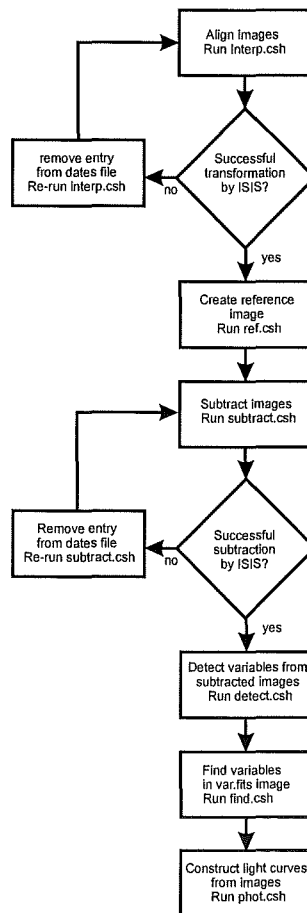 Align Images
Run Interp.csh
remove entry
from dates file
Re-run interp.csh
Successful
transformation
by ISIS?
no
yes
Create reference
image
Run ref.csh
Subtract images
Run subtract.csh
Remove entry
from dates file
Re-run subtract.csh
Successful
subtraction
by ISIS?
no
yes
Detect variables from
subtracted images
Run detect.csh
Find variables
in var.fits image
Run find.csh
Construct light curves
from images
Run phot.csh